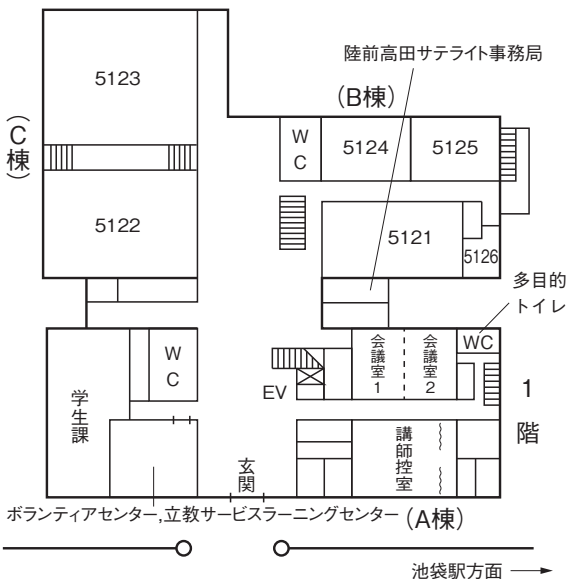 陸前高田サテライト事務局
5123
(B棟)
(C棟)
WC
5124
5125
5122
5121
5126
多目的
トイレ
WC
学生課
EV
会議室1
会議室2
WC
1階
講師控室
玄関
ボランティアセンター,立教サービスラーニングセンター
(A棟)
池袋駅方面